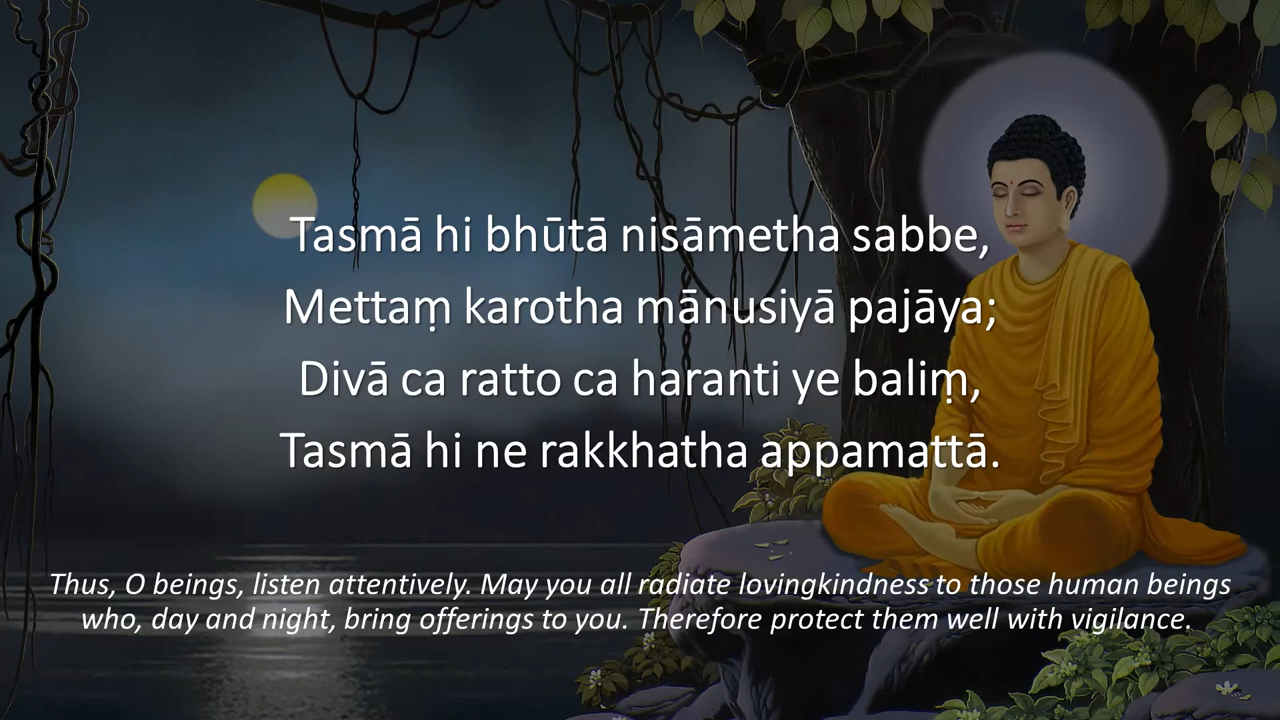 Tasmā hi bhūtā nisāmetha sabbe,
Mettaṃ karotha mānusiyā pajāya;
Divā ca ratto ca haranti ye baliṃ,
Tasmā hi ne rakkhatha appamattā.
Thus, O beings, listen attentively. May you all radiate lovingkindness to those human beings
who, day and night, bring offerings to you. Therefore protect them well with vigilance.